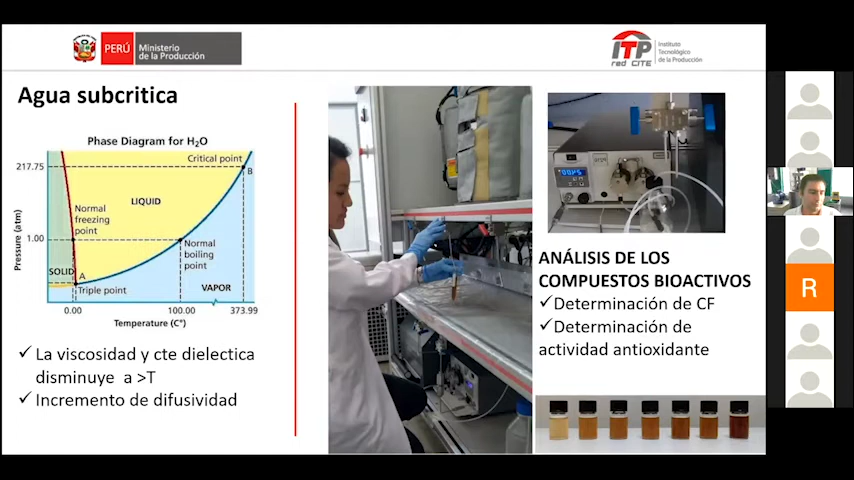 PERÚ
Ministerio
de la Producción
ITP
red CITE
Instituto
Tecnológico
de la Producción
Agua subcritica
Phase Diagram for H₂O
Critical point
217.75
B
LIQUID
Normal
freezing
point
1.00
Normal
boiling
point
SOLID
A
Triple point
VAPOR
0.00
100.00
373.99
Pressure (atm)
Temperature (C°)
✓ La viscosidad y cte dielectica
disminuye a >T
✓ Incremento de difusividad
ANÁLISIS DE LOS
COMPUESTOS BIOACTIVOS
✓Determinación de CF
✓Determinación de
actividad antioxidante
R